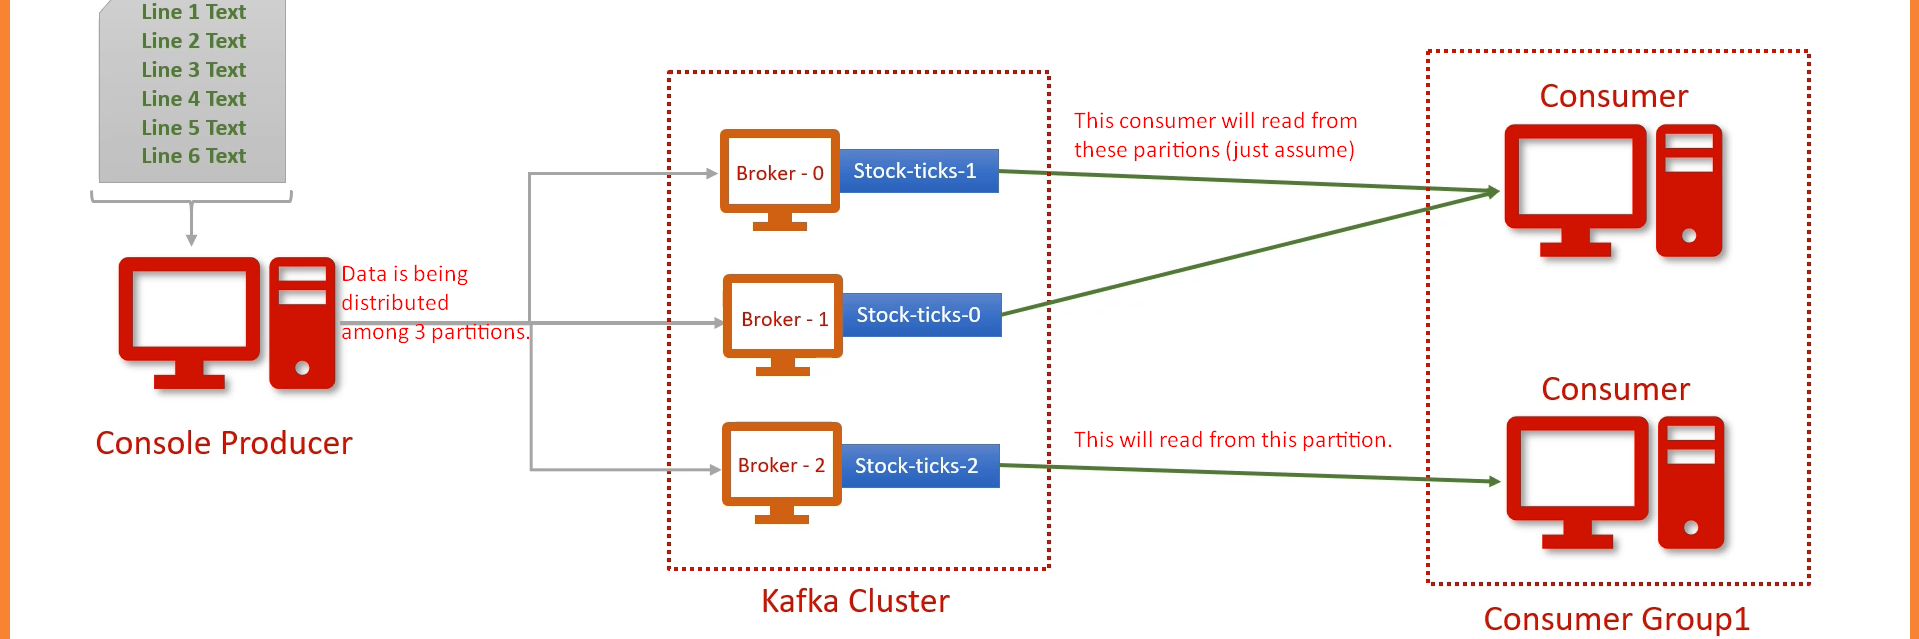 Line 1 Text
Line 2 Text
Line 3 Text
Line 4 Text
Line 5 Text
Line 6 Text
Data is being
distributed
among 3 partitions.
Console Producer
Broker - 0
Stock-ticks-1
Broker - 1
Stock-ticks-0
Broker - 2
Stock-ticks-2
Kafka Cluster
This consumer will read from
these paritions (just assume)
This will read from this partition.
Consumer
Consumer
Consumer Group1